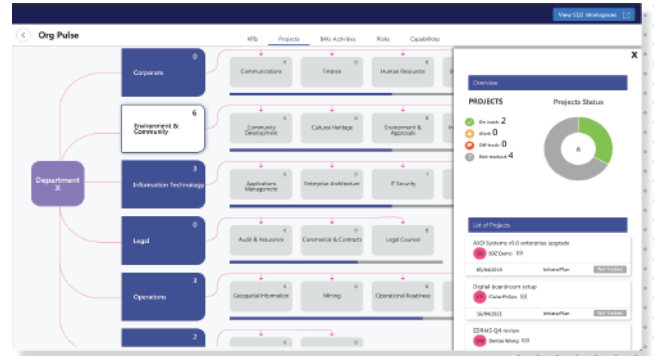 View SDZ Workspaces
Org Pulse
KPIs Projects BAU Activities Risks Capabilities
X
0
Corporate
Communications
Finance
Human Resources
Overview
PROJECTS
Projects Status
On track 2
Alert 0
Off track 0
Not tracked 4
6
6
Environment &
Community
Community
Development
Cultural Heritage
Environment &
Approvals
Department
X
3
Information Technology
Applications
Management
Enterprise Architecture
IT Security
0
Legal
Audit & Assurance
Commercial & Contracts
Legal Counsel
List of Projects
AXD Systems v5.0 enterprise upgrade
SDZ Demo
Initiate/Plan
Not Tracked
Digital boardroom setup
Claire Philips
Initiate/Plan
Not Tracked
3
Operations
Geospatial Information
Mining
Operational Readiness
EDRMS Q4 review
Denise Wong
2